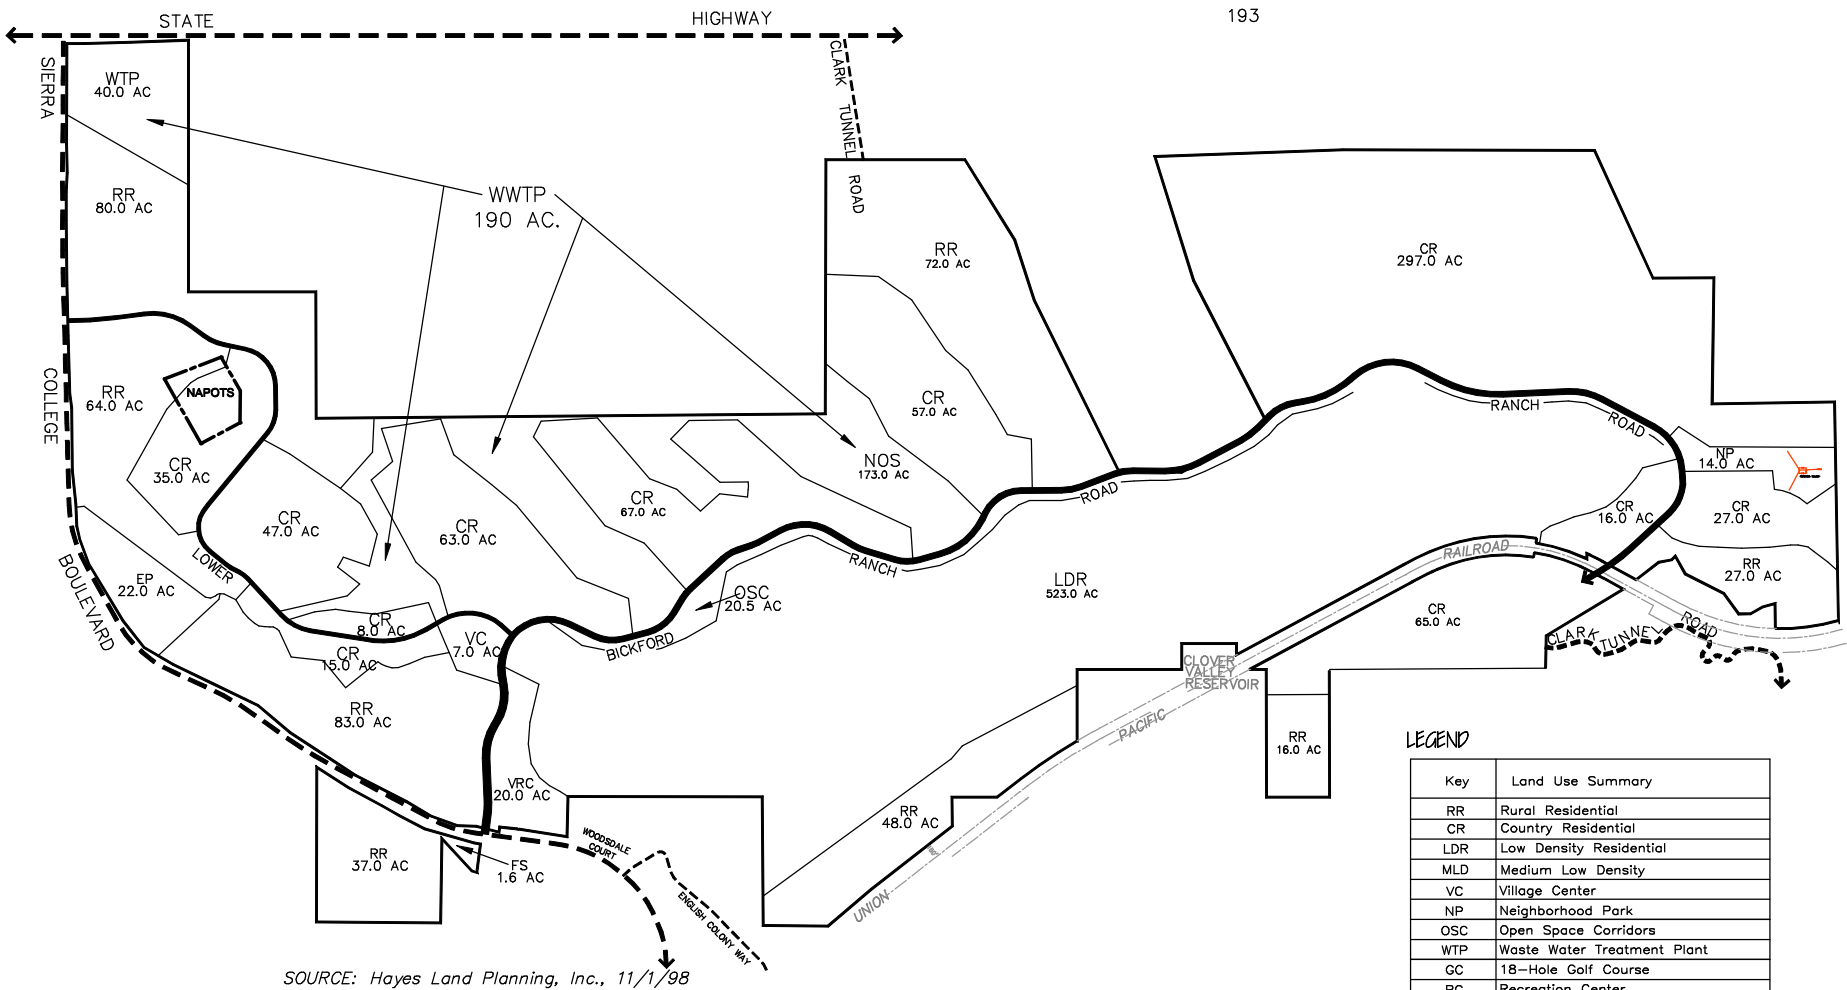 STATE
HIGHWAY
193
SIERRA
COLLEGE
BOULEVARD
CLARK TUNNEL ROAD
WTP
40.0 AC
RR
80.0 AC
WWTP
190 AC.
RR
72.0 AC
CR
297.0 AC
RR
64.0 AC
NAPOTS
CR
35.0 AC
CR
57.0 AC
RANCH
ROAD
NOS
173.0 AC
NP
14.0 AC
CR
47.0 AC
CR
63.0 AC
CR
67.0 AC
ROAD
CR
16.0 AC
CR
27.0 AC
LOWER
EP
22.0 AC
RANCH
OSC
20.5 AC
LDR
523.0 AC
RAILROAD
RR
27.0 AC
CR
8.0 AC
VC
7.0 AC
BICKFORD
CR
65.0 AC
CR
15.0 AC
CLARK TUNNEL ROAD
CLOVER
VALLEY
RESERVOIR
RR
83.0 AC
PACIFIC
RR
16.0 AC
VRC
20.0 AC
RR
48.0 AC
WOODSDALE
COURT
RR
37.0 AC
FS
1.6 AC
UNION
ENGLISH COLONY WAY
SOURCE: Hayes Land Planning, Inc., 11/1/98
LEGEND
Key Land Use Summary
RR Rural Residential
CR Country Residential
LDR Low Density Residential
MLD Medium Low Density
VC Village Center
NP Neighborhood Park
OSC Open Space Corridors
WTP Waste Water Treatment Plant
GC 18-Hole Golf Course
RC Recreation Center